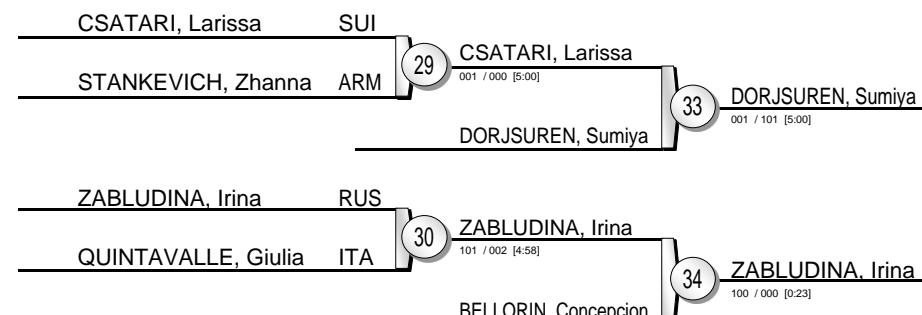 CSATARI, Larissa SUI
29
CSATARI, Larissa
001 / 000 [5:00]
STANKEVICH, Zhanna ARM
33
DORJSUREN, Sumiya
001 / 101 [5:00]
DORJSUREN, Sumiya
ZABLUDINA, Irina RUS
30
ZABLUDINA, Irina
101 / 002 [4:58]
QUINTAVALLE, Giulia ITA
34
ZABLUDINA, Irina
100 / 000 [0:23]
BELLORIN, Concepcion